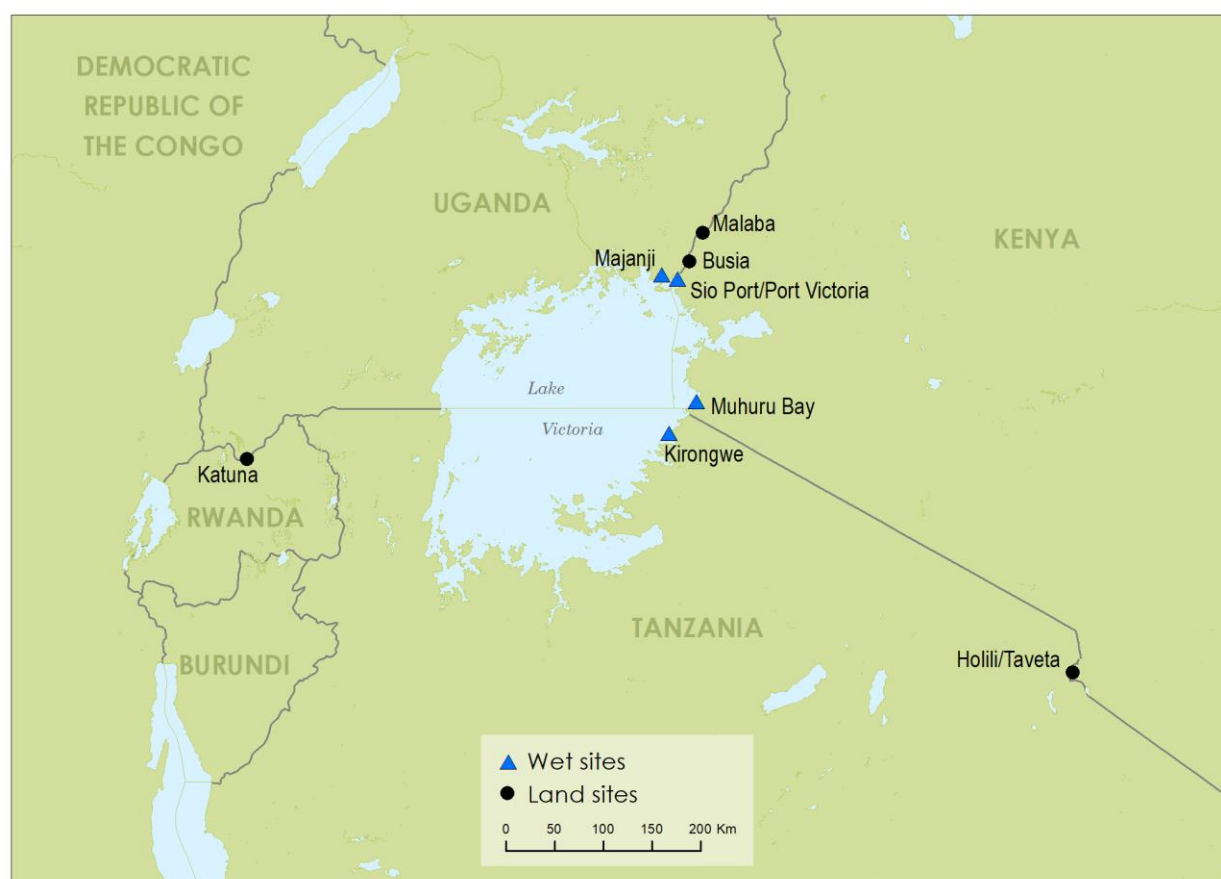 DEMOCRATIC
REPUBLIC OF
THE CONGO
UGANDA
KENYA
Malaba
Majanji
Busia
Sio Port/Port Victoria
Lake
Victoria
Muhuru Bay
Kirongwe
Katuna
RWANDA
TANZANIA
BURUNDI
Holili/Taveta
Wet sites
Land sites
0 50 100 150 200 Km